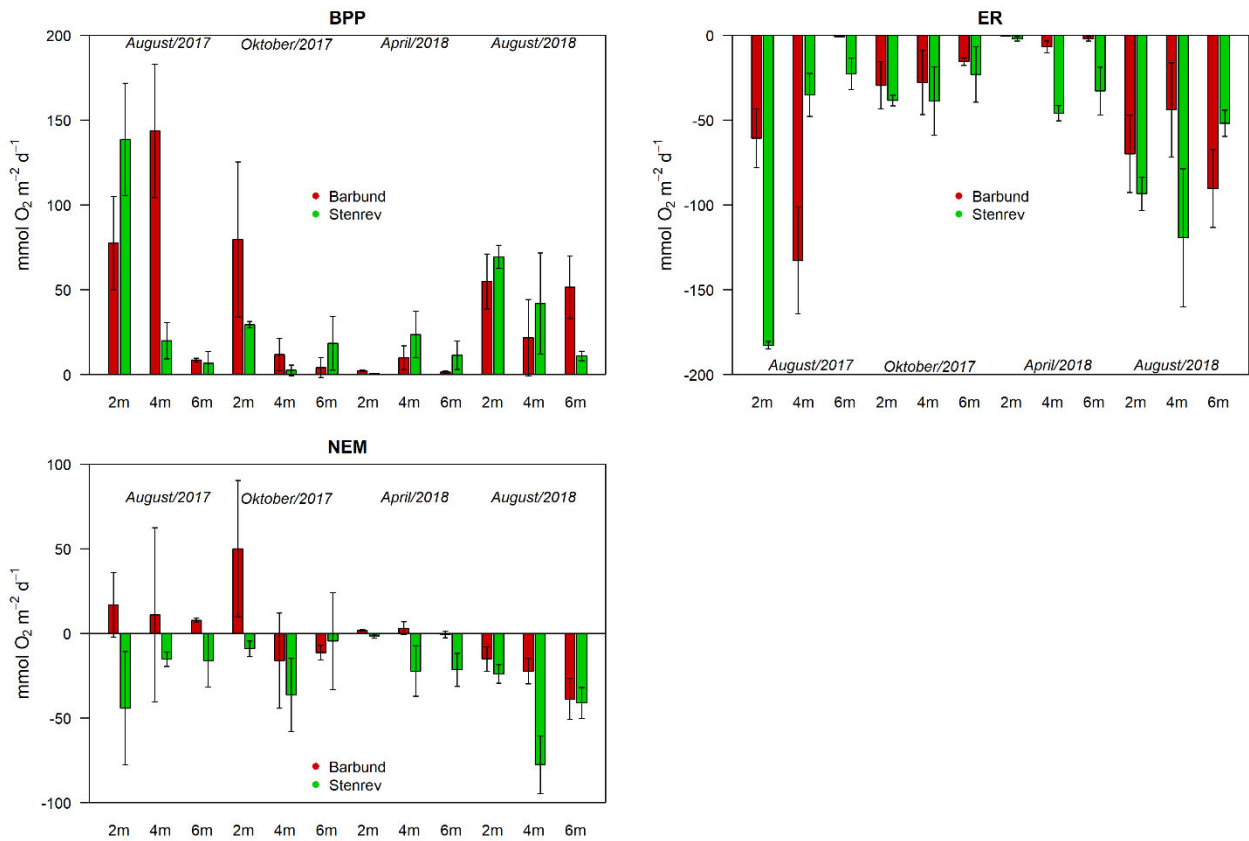 BPP
August/2017 Oktober/2017 April/2018 August/2018
200
150
100
50
0
mmol O₂ m⁻² d⁻¹
Barbund
Stenrev
2m 4m 6m 2m 4m 6m 2m 4m 6m 2m 4m 6m
ER
0
-50
-100
-150
-200
mmol O₂ m⁻² d⁻¹
Barbund
Stenrev
August/2017 Oktober/2017 April/2018 August/2018
2m 4m 6m 2m 4m 6m 2m 4m 6m 2m 4m 6m
NEM
August/2017 Oktober/2017 April/2018 August/2018
100
50
0
-50
-100
mmol O₂ m⁻² d⁻¹
Barbund
Stenrev
2m 4m 6m 2m 4m 6m 2m 4m 6m 2m 4m 6m